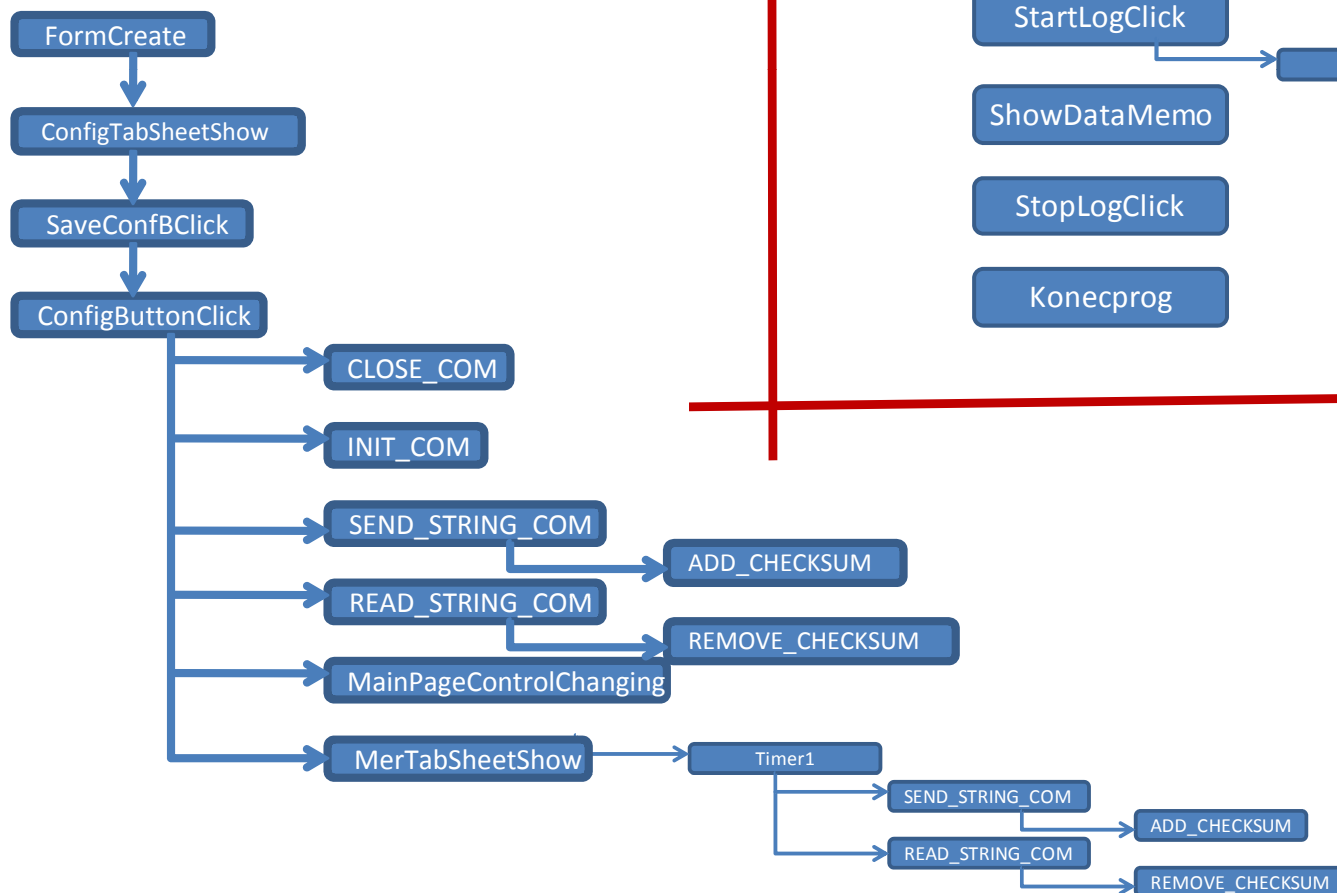 FormCreate
ConfigTabSheetShow
SaveConfBClick
ConfigButtonClick
CLOSE_COM
INIT_COM
SEND_STRING_COM
ADD_CHECKSUM
READ_STRING_COM
REMOVE_CHECKSUM
MainPageControlChanging
MerTabSheetShow
Timer1
SEND_STRING_COM
ADD_CHECKSUM
READ_STRING_COM
REMOVE_CHECKSUM
StartLogClick
ShowDataMemo
StopLogClick
Konecprog